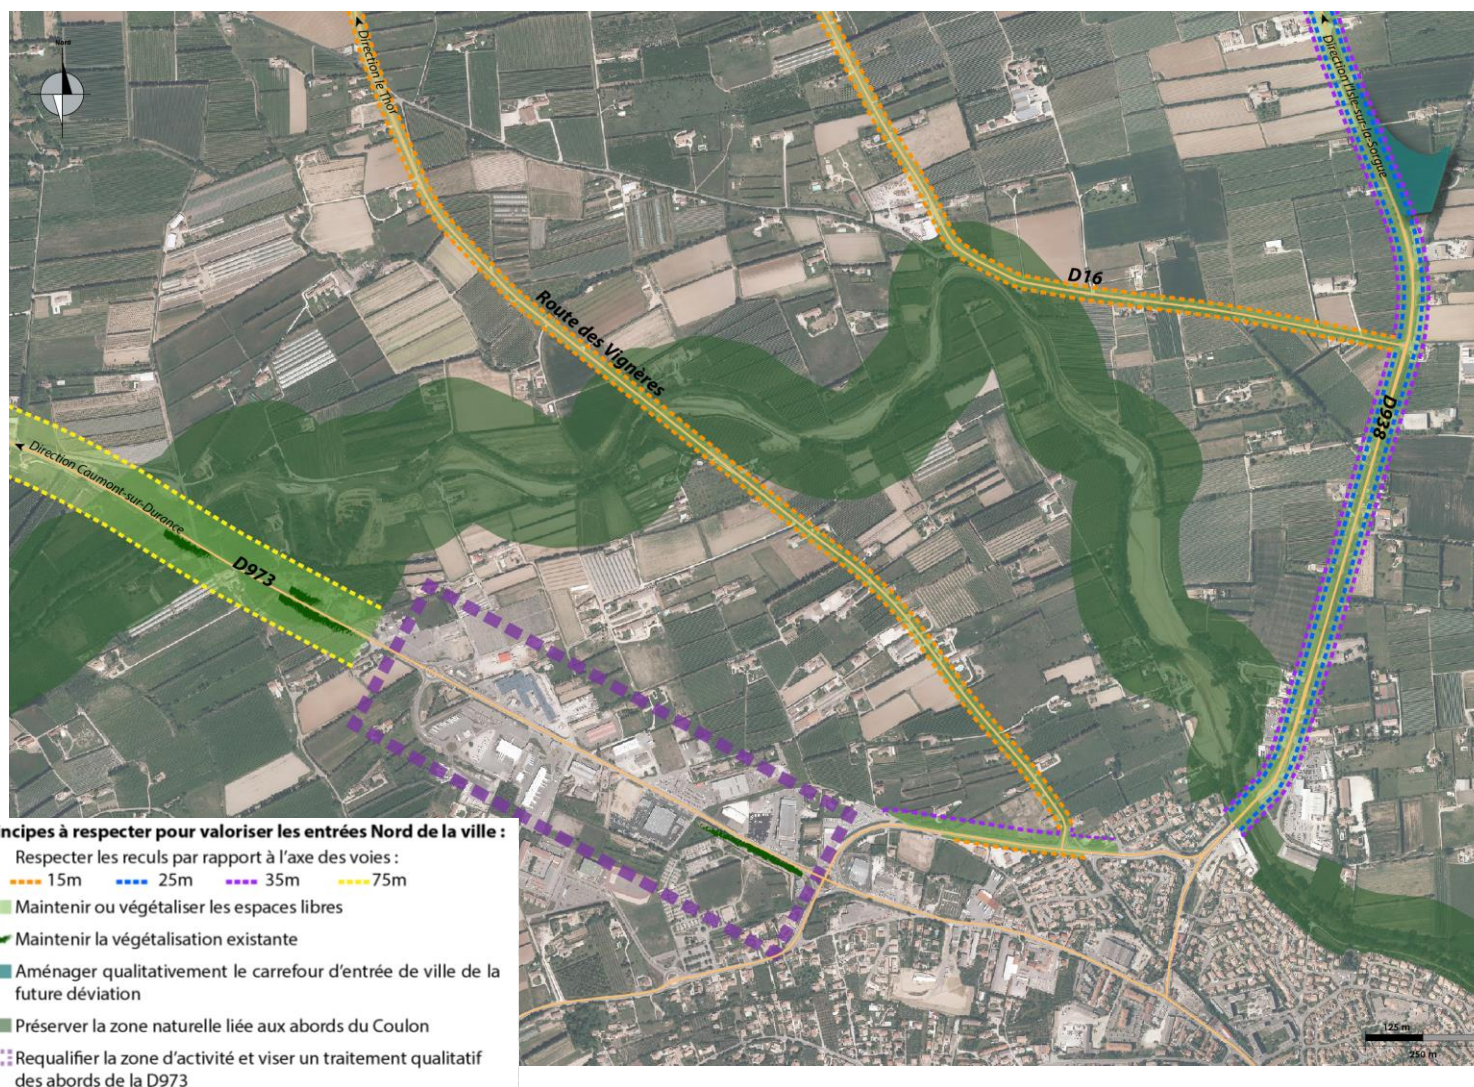 Nord
Direction le Thor
Direction l'Isle-sur-la-Sorgue
D16
Route des Vignères
D938
Direction Caumont-sur-Durance
D973
incipes à respecter pour valoriser les entrées Nord de la ville :
Respecter les reculs par rapport à l'axe des voies :
15m 25m 35m 75m
Maintenir ou végétaliser les espaces libres
Maintenir la végétalisation existante
Aménager qualitativement le carrefour d'entrée de ville de la
future déviation
Préserver la zone naturelle liée aux abords du Coulon
Requalifier la zone d'activité et viser un traitement qualitatif
des abords de la D973
125 m
250 m